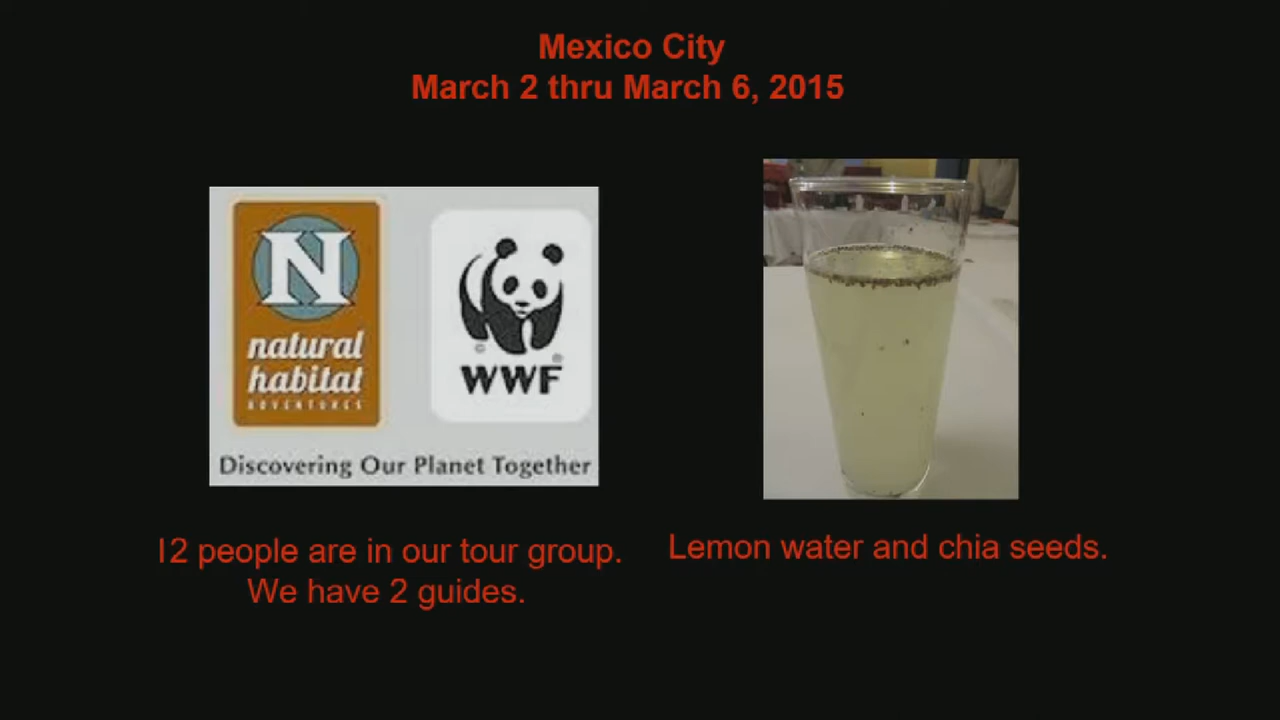 Mexico City
March 2 thru March 6, 2015
N
natural
habitat
ADVENTURES
©
®
WWF
Discovering Our Planet Together
12 people are in our tour group.
We have 2 guides.
Lemon water and chia seeds.